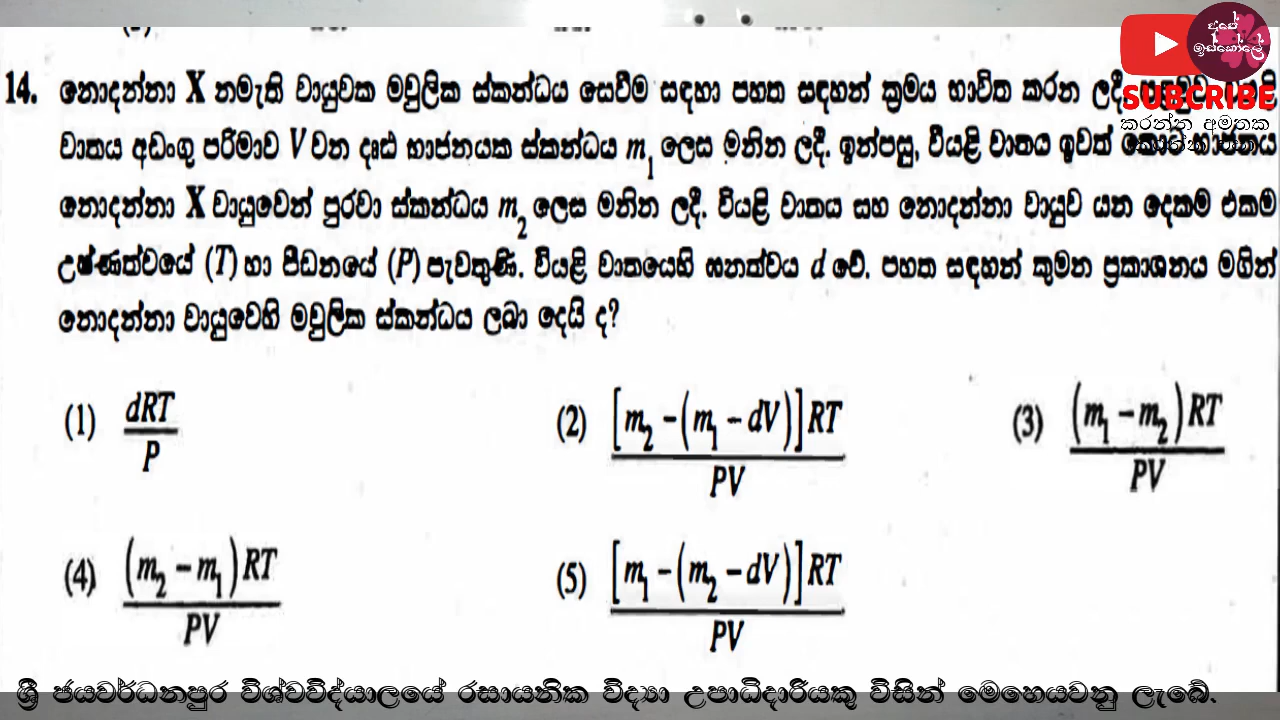 14. නොදන්නා X නමැති වායුවක මවුලික ස්කන්ධය සෙවීම සඳහා පහත සඳහන් ක්‍රමය භාවිත කරන ලදී.
SUBSCRIBE
කරන්න අමතක
වාතය අඩංගු පරිමාව V වන දෘඪ භාජනයක ස්කන්ධය m₁ ලෙස මනින ලදී. ඉන්පසු, වියළි වාතය ඉවත් කොට භාජනය
නොදන්නා X වායුවෙන් පුරවා ස්කන්ධය m₂ ලෙස මනින ලදී. වියළි වාතය සහ නොදන්නා වායුව යන දෙකම එකම
උෂ්ණත්වයේ (T) හා පීඩනයේ (P) පැවතුණි. වියළි වාතයෙහි ඝනත්වය d වේ. පහත සඳහන් කුමන ප්‍රකාශනය මගින්
නොදන්නා වායුවෙහි මවුලික ස්කන්ධය ලබා දෙයි ද?
(1) dRT / P
(2) [m₂ – (m₁ – dV)] RT / PV
(3) (m₁ – m₂) RT / PV
(4) (m₂ – m₁) RT / PV
(5) [m₁ – (m₂ – dV)] RT / PV
අපේ
ඉස්කෝලේ
ශ්‍රී ජයවර්ධනපුර විශ්වවිද්යාලයේ රසායනික විද්‍යා උපාධිදාරියකු විසින් මෙහෙයවනු ලැබේ.